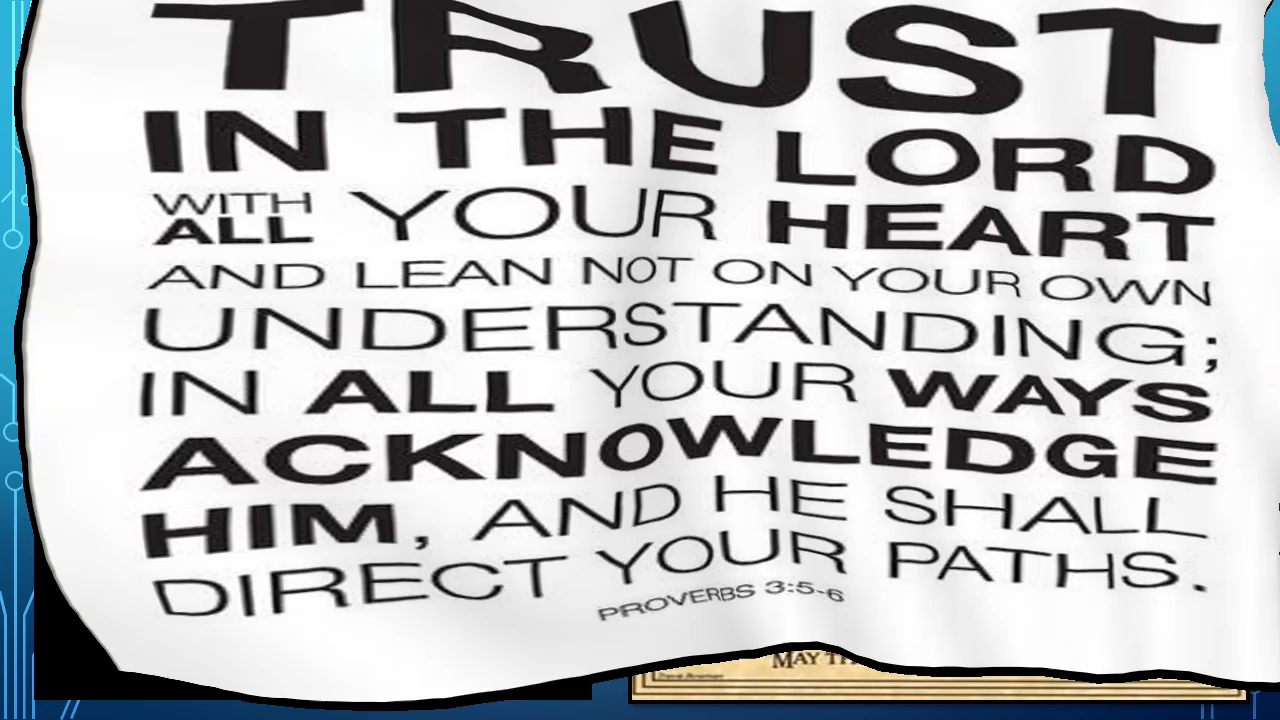 TRUST
IN THE LORD
WITH ALL YOUR HEART
AND LEAN NOT ON YOUR OWN
UNDERSTANDING;
IN ALL YOUR WAYS
ACKNOWLEDGE
HIM, AND HE SHALL
DIRECT YOUR PATHS.
PROVERBS 3:5-6
MAY